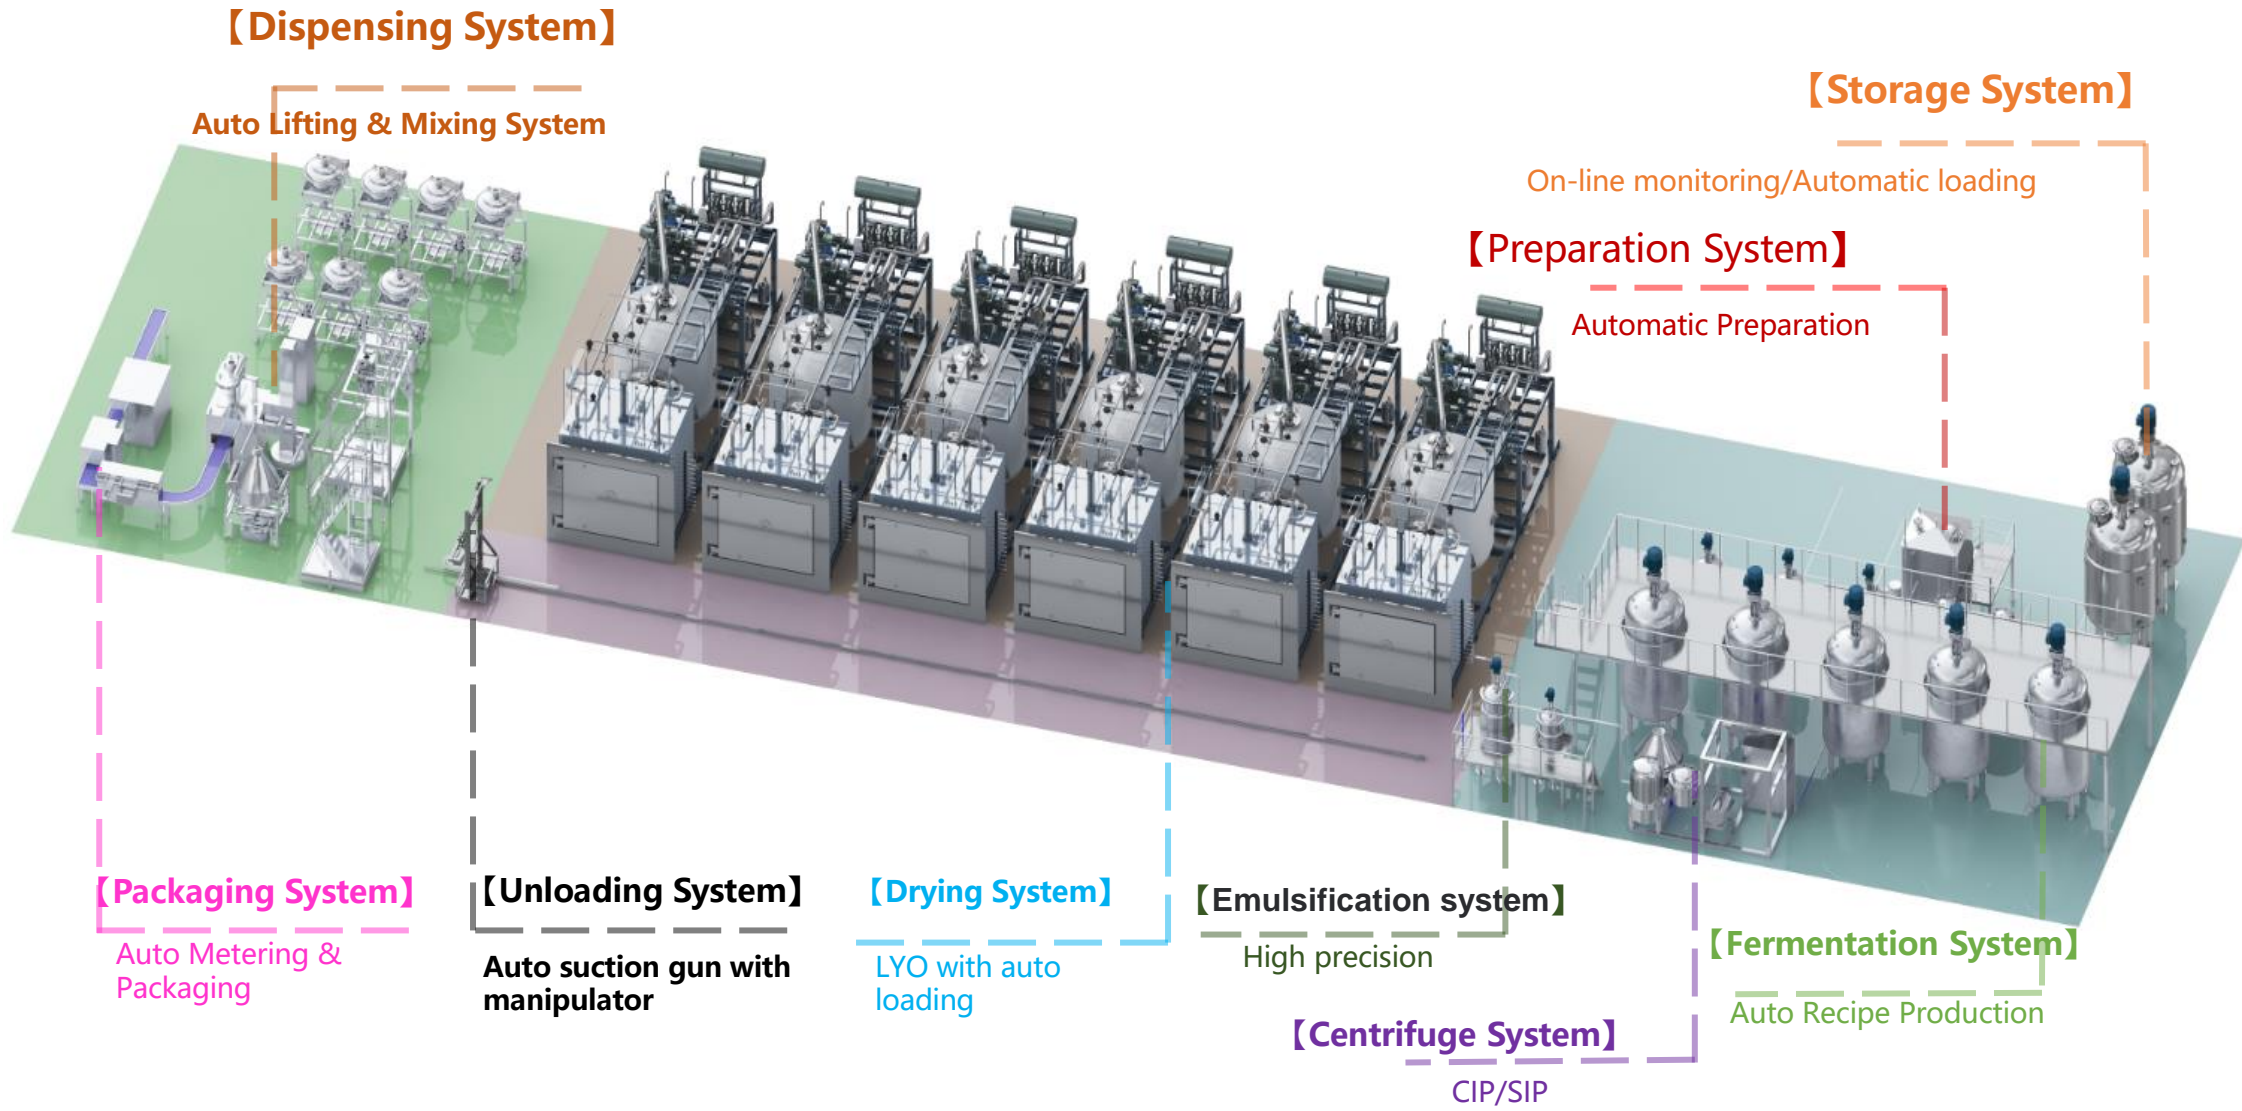 【Dispensing System】
Auto Lifting & Mixing System
【Storage System】
On-line monitoring/Automatic loading
【Preparation System】
Automatic Preparation
【Packaging System】
Auto Metering &
Packaging
【Unloading System】
Auto suction gun with
manipulator
【Drying System】
LYO with auto
loading
【Emulsification system】
High precision
【Fermentation System】
Auto Recipe Production
【Centrifuge System】
CIP/SIP